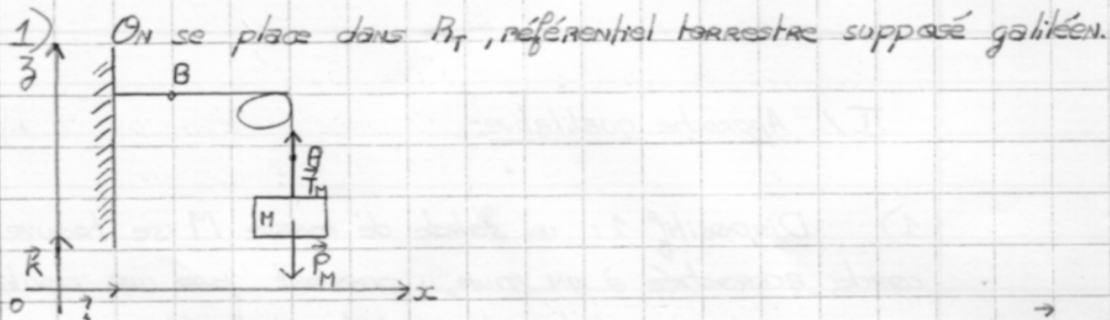 1) ON se place dans R_T, référentiel terrestre supposé galiléen.
z
B
B
T_M
M
P_M
k
O i x